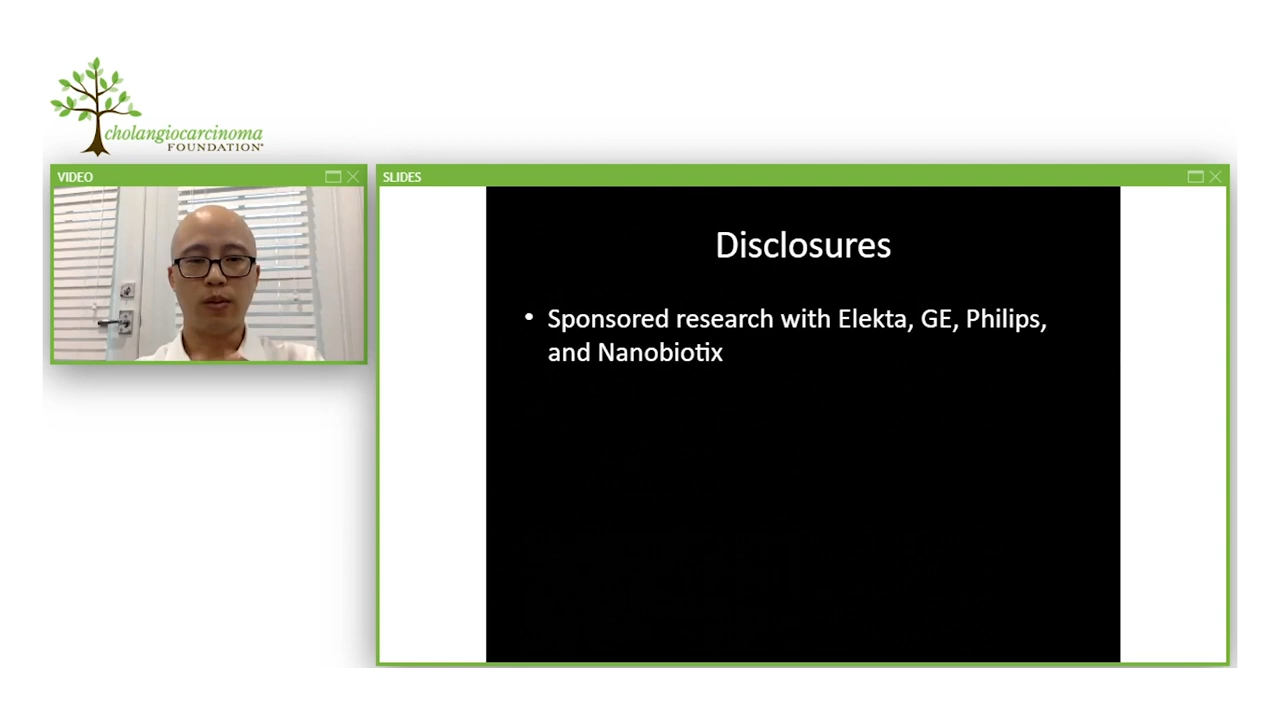 cholangiocarcinoma
FOUNDATION®
VIDEO
SLIDES
Disclosures
• Sponsored research with Elekta, GE, Philips,
and Nanobiotix